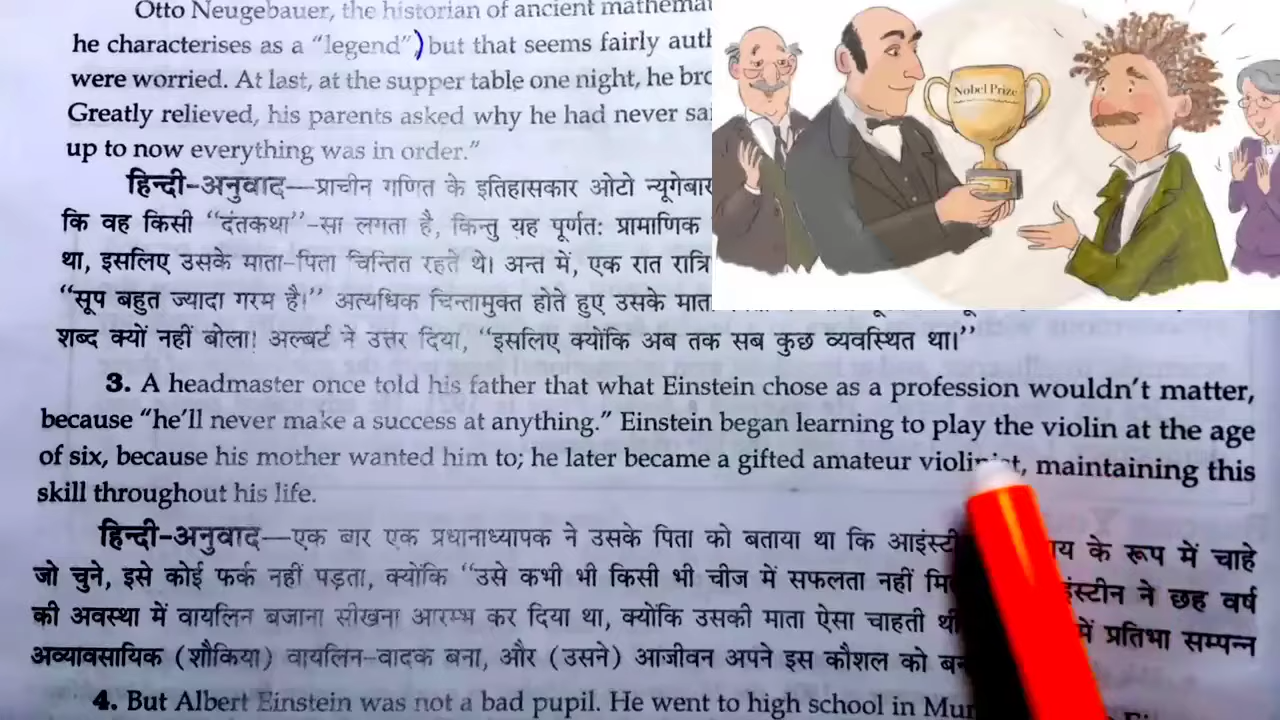 Otto Neugebauer, the historian of ancient
he characterises as a “legend”) but that seems fairly
were worried. At last, at the supper table one night, he
Greatly relieved, his parents asked why he had never
up to now everything was in order.”
Nobel Prize
हिन्दी-अनुवाद—प्राचीन गणित के इतिहासकार ओटो
कि वह किसी “दंतकथा”-सा लगता है, किन्तु यह पूर्णत: प्रामाणिक
था, इसलिए उसके माता-पिता चिन्तित रहते थे। अन्त में, एक रात रात्रि
“सूप बहुत ज्यादा गरम है।” अत्यधिक चिन्तामुक्त होते हुए उसके
शब्द क्यों नहीं बोला! अल्बर्ट ने उत्तर दिया, “इसलिए क्योंकि अब तक सब कुछ व्यवस्थित था।”
3. A headmaster once told his father that what Einstein chose as a profession wouldn’t matter,
because “he’ll never make a success at anything.” Einstein began learning to play the violin at the age
of six, because his mother wanted him to; he later became a gifted amateur violinist, maintaining this
skill throughout his life.
हिन्दी-अनुवाद—एक बार एक प्रधानाध्यापक ने उसके पिता को बताया था कि के रूप में चाहे
जो चुने, इसे कोई फर्क नहीं पड़ता, क्योंकि “उसे कभी भी किसी भी चीज में सफलता नहीं ने छह वर्ष
की अवस्था में वायलिन बजाना सीखना आरम्भ कर दिया था, क्योंकि उसकी माता ऐसा चाहती में प्रतिभा सम्पन्न
अव्यावसायिक (शौकिया) वायलिन-वादक बना, और (उसने) आजीवन अपने इस कौशल को
4. But Albert Einstein was not a bad pupil. He went to high school in